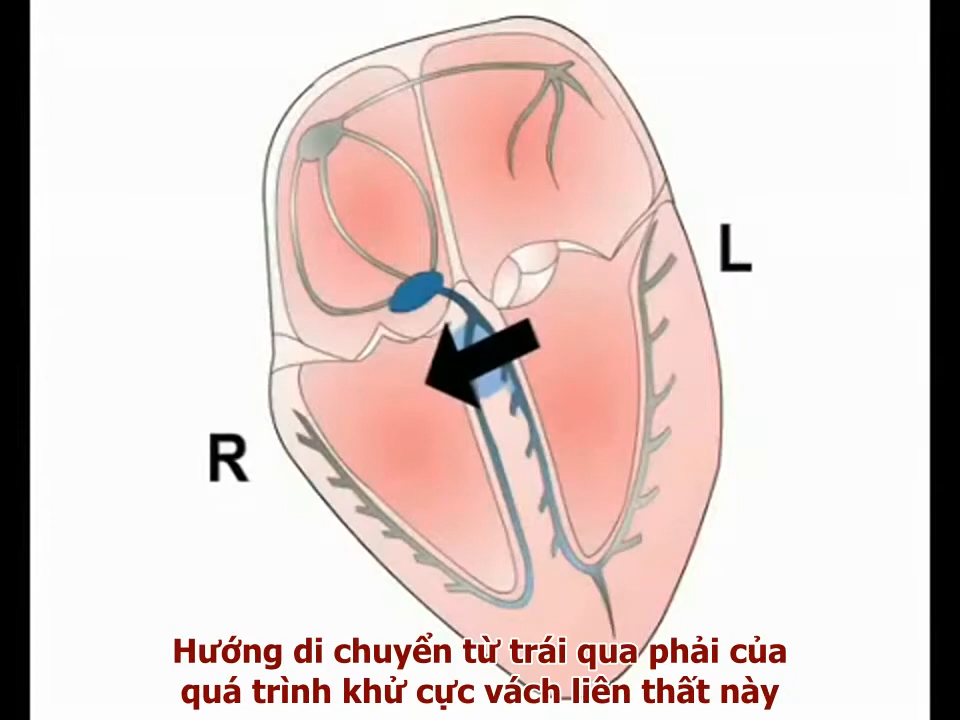 L
R
Hướng di chuyển từ trái qua phải của
quá trình khử cực vách liên thất này